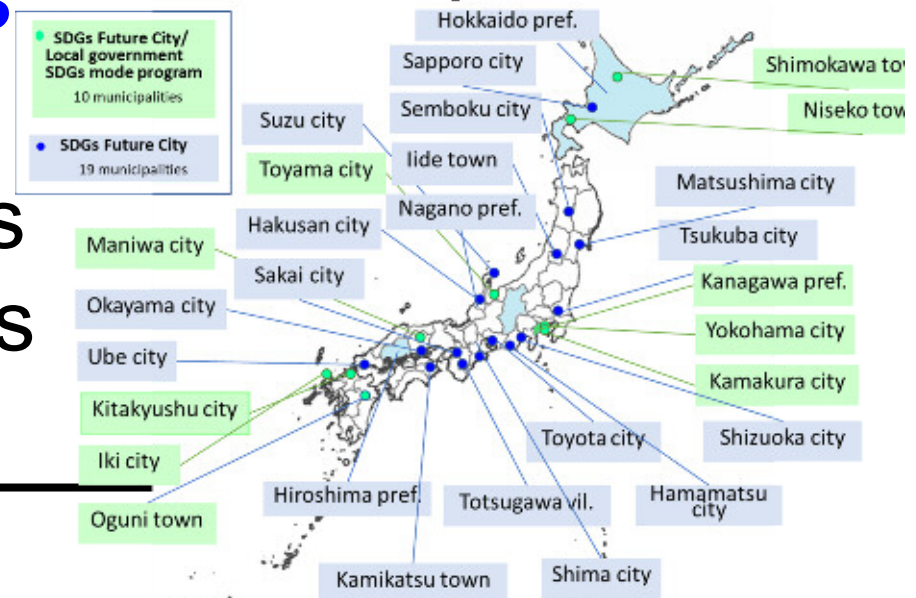 SDGs Future City/
Local government
SDGs mode program
10 municipalities
SDGs Future City
19 municipalities
s
s
Hokkaido pref.
Sapporo city
Semboku city
Suzu city
Iide town
Toyama city
Nagano pref.
Hakusan city
Maniwa city
Sakai city
Okayama city
Ube city
Kitakyushu city
Iki city
Oguni town
Hiroshima pref.
Kamikatsu town
Totsugawa vil.
Shima city
Hamamatsu
city
Toyota city
Shizuoka city
Kamakura city
Yokohama city
Kanagawa pref.
Tsukuba city
Matsushima city
Niseko tow
Shimokawa tov